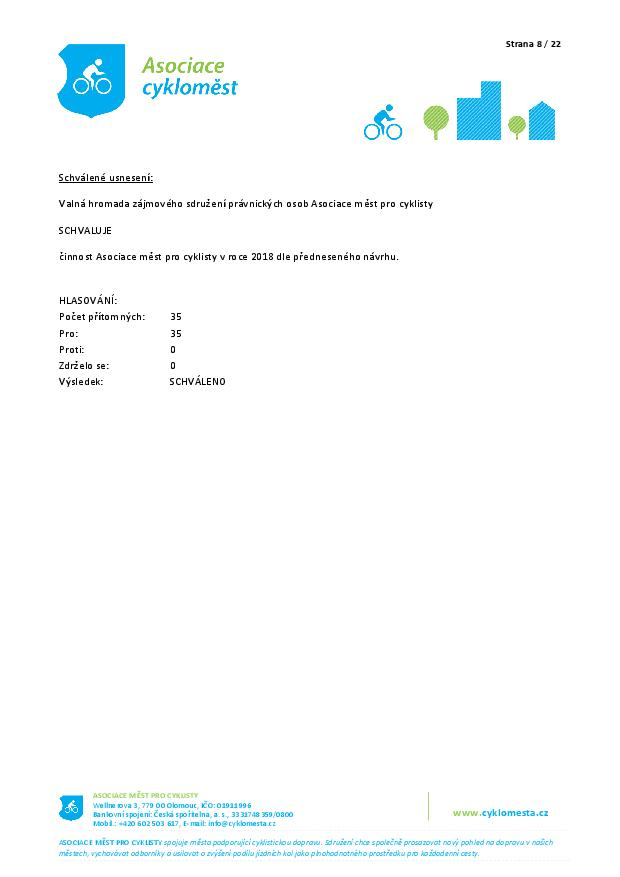 Strana 8 / 22
Asociace
cykloměst
Schválené usnesení:
Valná hromada zájmového sdružení právnických osob Asociace měst pro cyklisty
SCHVALUJE
činnost Asociace měst pro cyklisty v roce 2018 dle předneseného návrhu.
HLASOVÁNÍ:
Počet přítomných: 35
Pro: 35
Proti: 0
Zdrželo se: 0
Výsledek: SCHVÁLENO
ASOCIACE MĚST PRO CYKLISTY
Wellnerova 3, 779 00 Olomouc, IČO: 01911996
Bankovní spojení: Česká spořitelna, a. s., 3331748359/0800
Mobil.: +420 602 503 617, E-mail: info@cyklomesta.cz
www.cyklomesta.cz
ASOCIACE MĚST PRO CYKLISTY spojuje města podporující cyklistickou dopravu. Sdružení chce společně prosazovat nový pohled na dopravu v našich
městech, vychovávat odborníky a usilovat o zvýšení podílu jízdních kol jako plnohodnotného prostředku pro každodenní cesty.